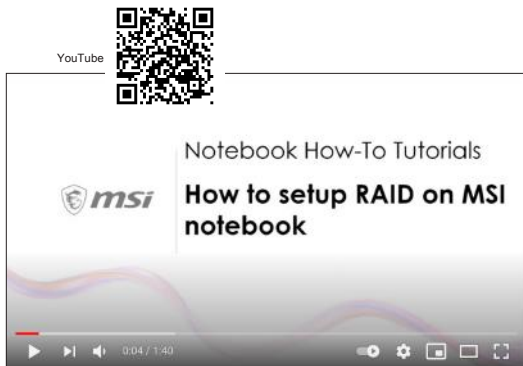 YouTube
Notebook How-To Tutorials
msi
How to setup RAID on MSI
notebook
0:04 / 1:40